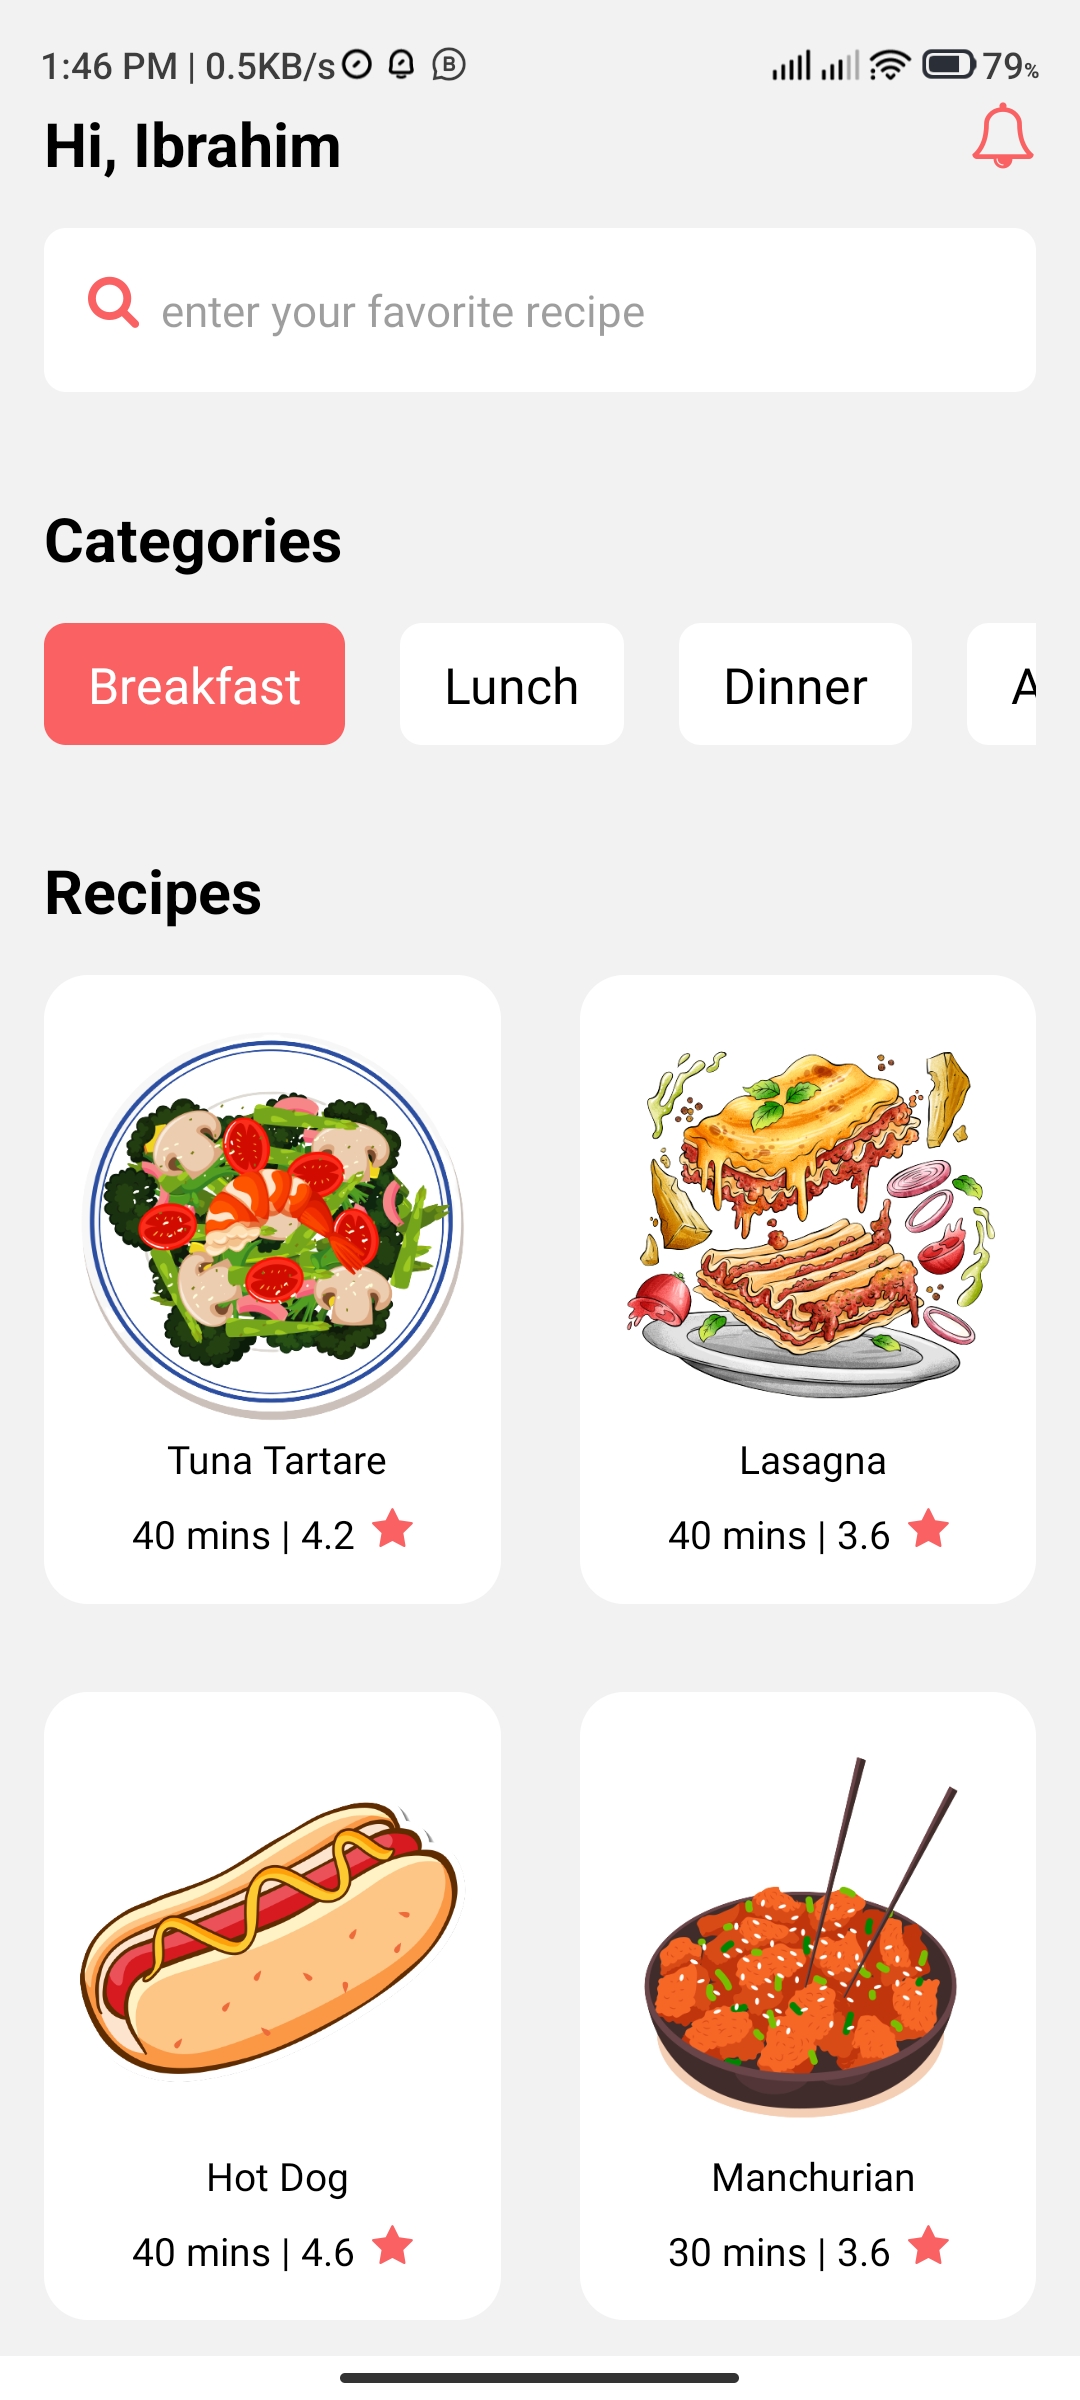 1:46 PM | 0.5KB/s B 79%
Hi, Ibrahim
enter your favorite recipe
Categories
Breakfast Lunch Dinner A
Recipes
Tuna Tartare Lasagna
40 mins | 4.2 40 mins | 3.6
Hot Dog Manchurian
40 mins | 4.6 30 mins | 3.6